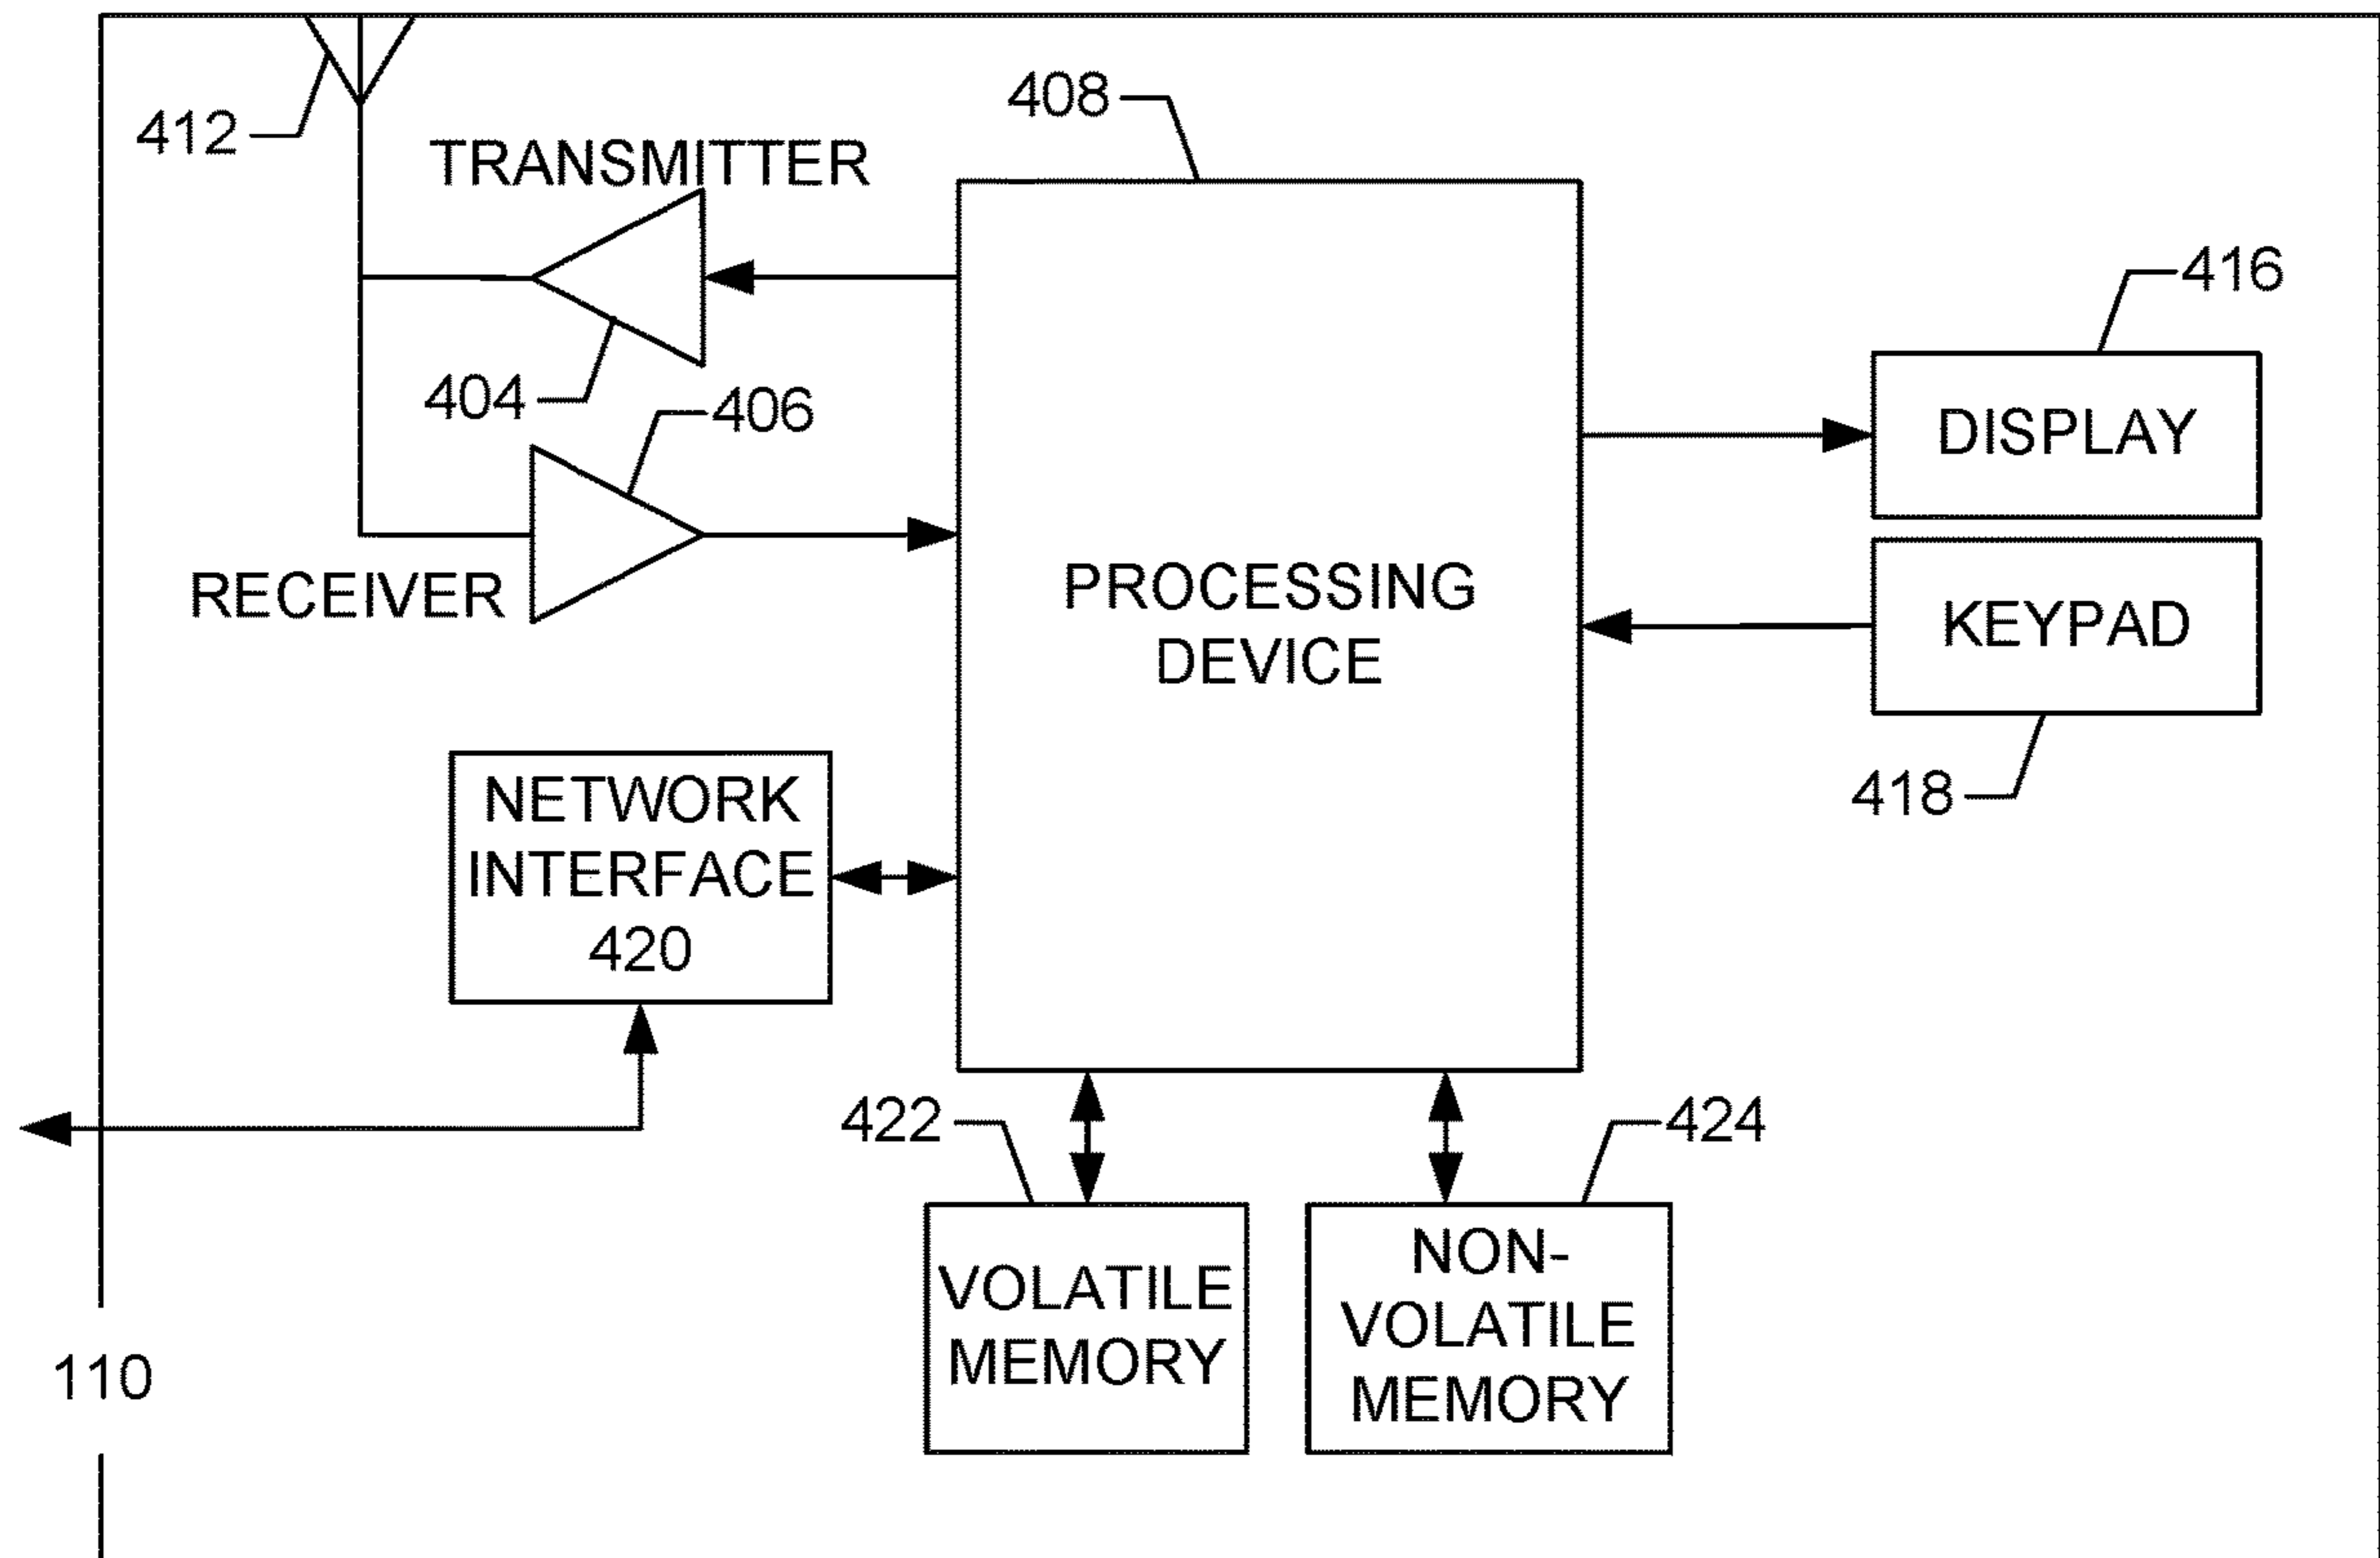 408
412
TRANSMITTER
416
404
406
DISPLAY
RECEIVER
PROCESSING
DEVICE
KEYPAD
418
NETWORK
INTERFACE
420
422
424
VOLATILE
MEMORY
NON-
VOLATILE
MEMORY
110